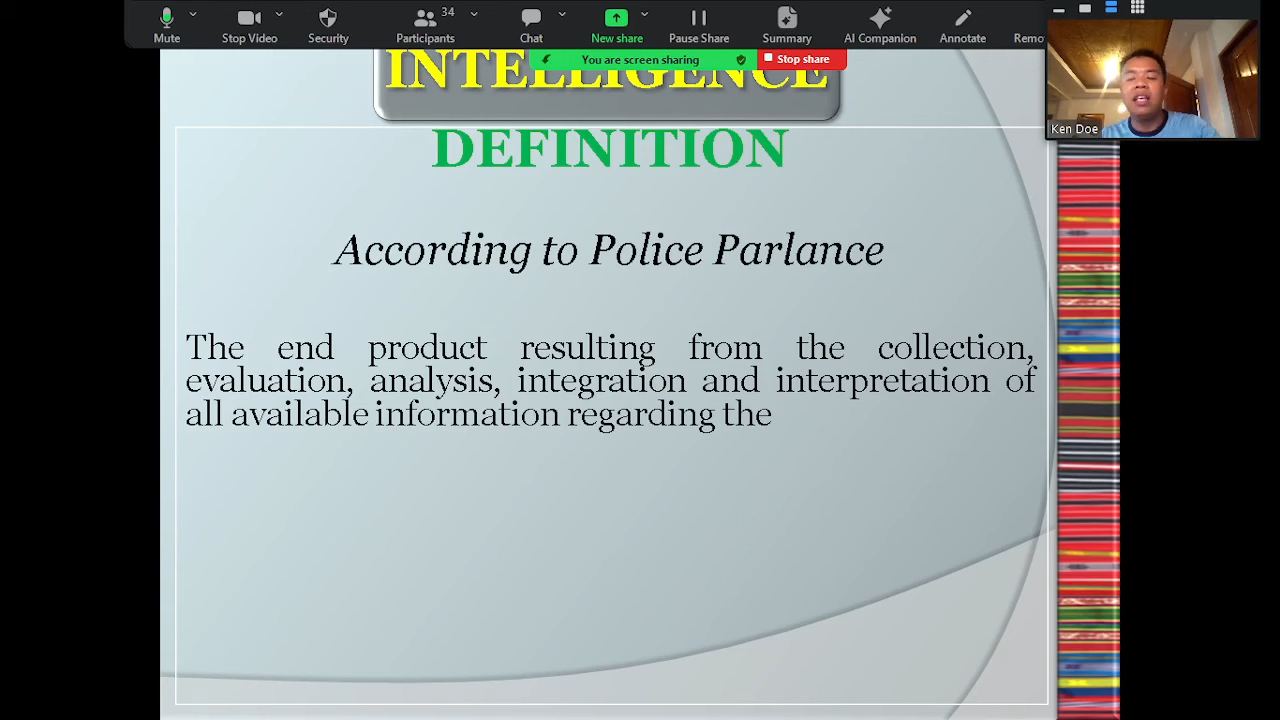 34
Mute
Stop Video
Security
Participants
Chat
New share
Pause Share
Summary
AI Companion
Annotate
Remo
You are screen sharing
Stop share
Ken Doe
INTELLIGENCE
DEFINITION
According to Police Parlance
The end product resulting from the collection,
evaluation, analysis, integration and interpretation of
all available information regarding the